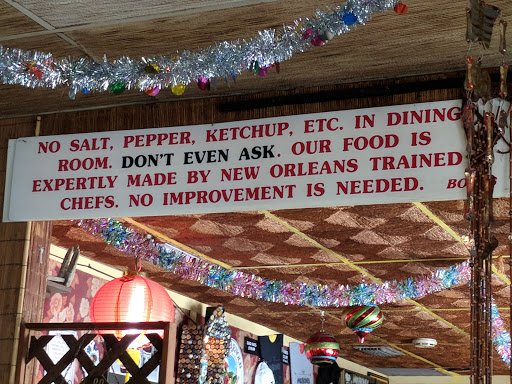 NO SALT, PEPPER, KETCHUP, ETC. IN DINING
ROOM. DON'T EVEN ASK. OUR FOOD IS
EXPERTLY MADE BY NEW ORLEANS TRAINED
CHEFS. NO IMPROVEMENT IS NEEDED.